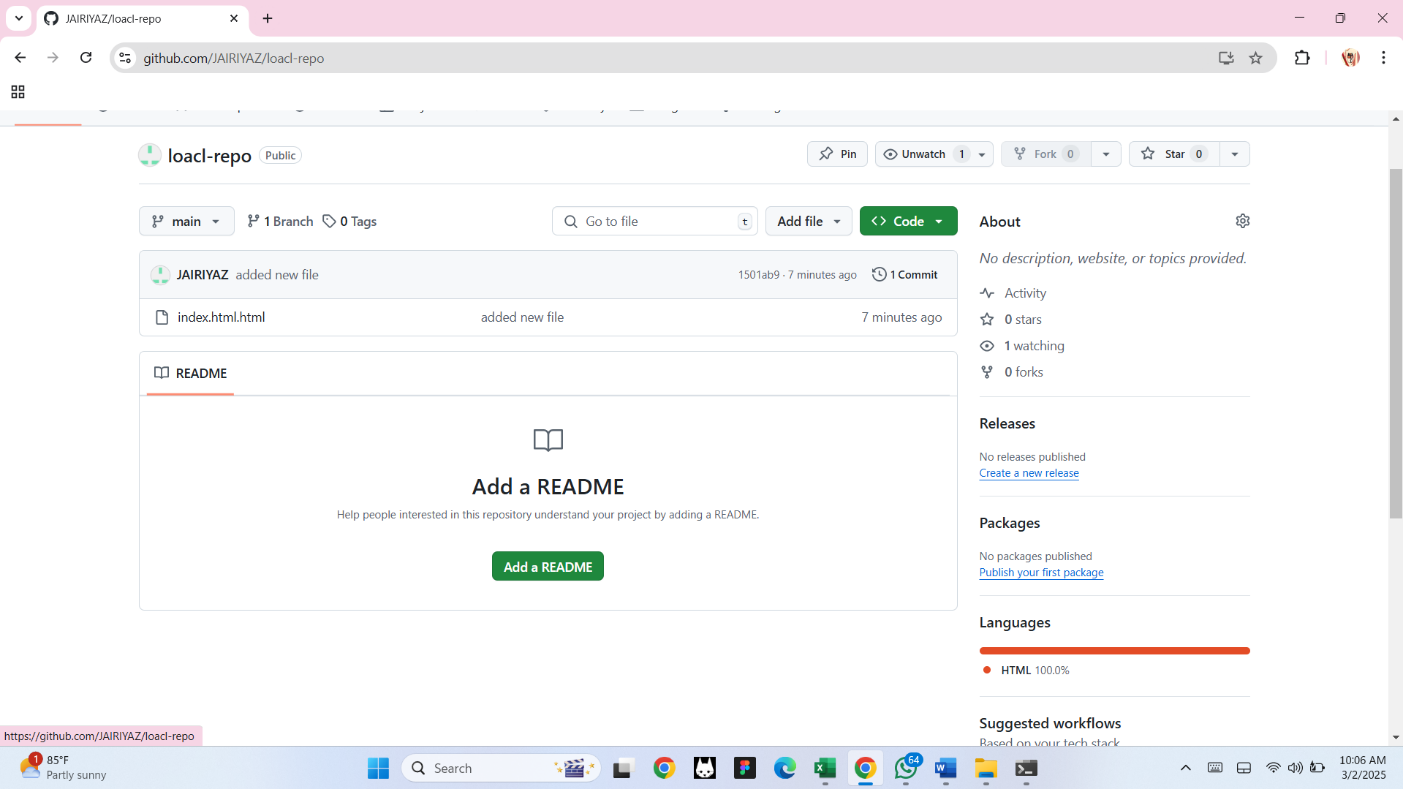 JAIRIYAZ/loacl-repo
github.com/JAIRIYAZ/loacl-repo
loacl-repo Public
Pin Unwatch 1 Fork 0 Star 0
main 1 Branch 0 Tags Go to file t Add file Code
About
No description, website, or topics provided.
JAIRIYAZ added new file 1501ab9 · 7 minutes ago 1 Commit
index.html.html added new file 7 minutes ago
Activity
0 stars
1 watching
0 forks
README
Add a README
Help people interested in this repository understand your project by adding a README.
Add a README
Releases
No releases published
Create a new release
Packages
No packages published
Publish your first package
Languages
HTML 100.0%
Suggested workflows
Based on your tech stack
https://github.com/JAIRIYAZ/loacl-repo
1
85°F
Partly sunny
Search
64
10:06 AM
3/2/2025